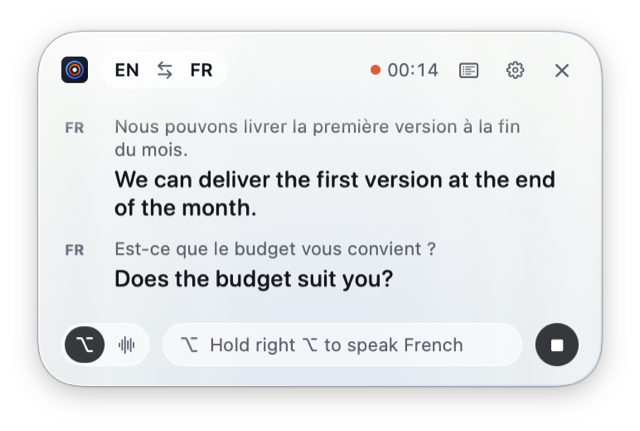 EN ⇆ FR
00:14
FR Nous pouvons livrer la première version à la fin
du mois.
We can deliver the first version at the end
of the month.
FR Est-ce que le budget vous convient ?
Does the budget suit you?
⌥ ⌥ Hold right ⌥ to speak French